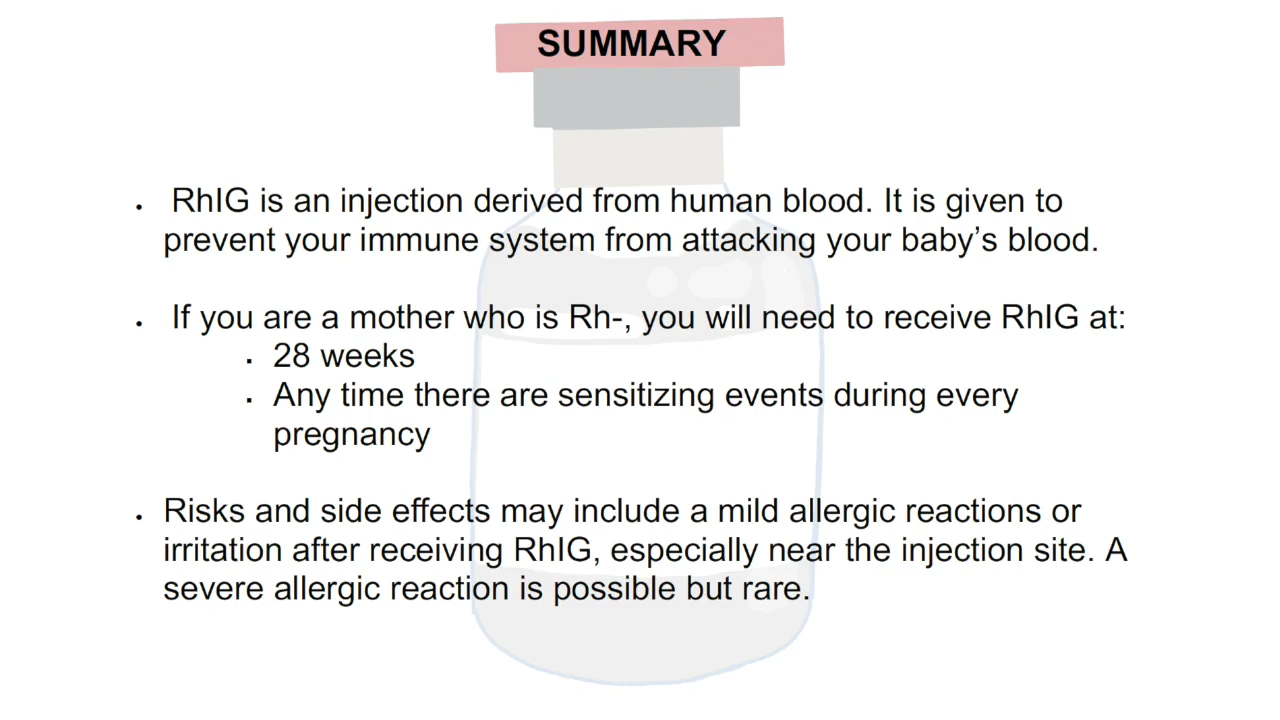 SUMMARY
• RhIG is an injection derived from human blood. It is given to
prevent your immune system from attacking your baby’s blood.
• If you are a mother who is Rh-, you will need to receive RhIG at:
▪ 28 weeks
▪ Any time there are sensitizing events during every
pregnancy
• Risks and side effects may include a mild allergic reactions or
irritation after receiving RhIG, especially near the injection site. A
severe allergic reaction is possible but rare.